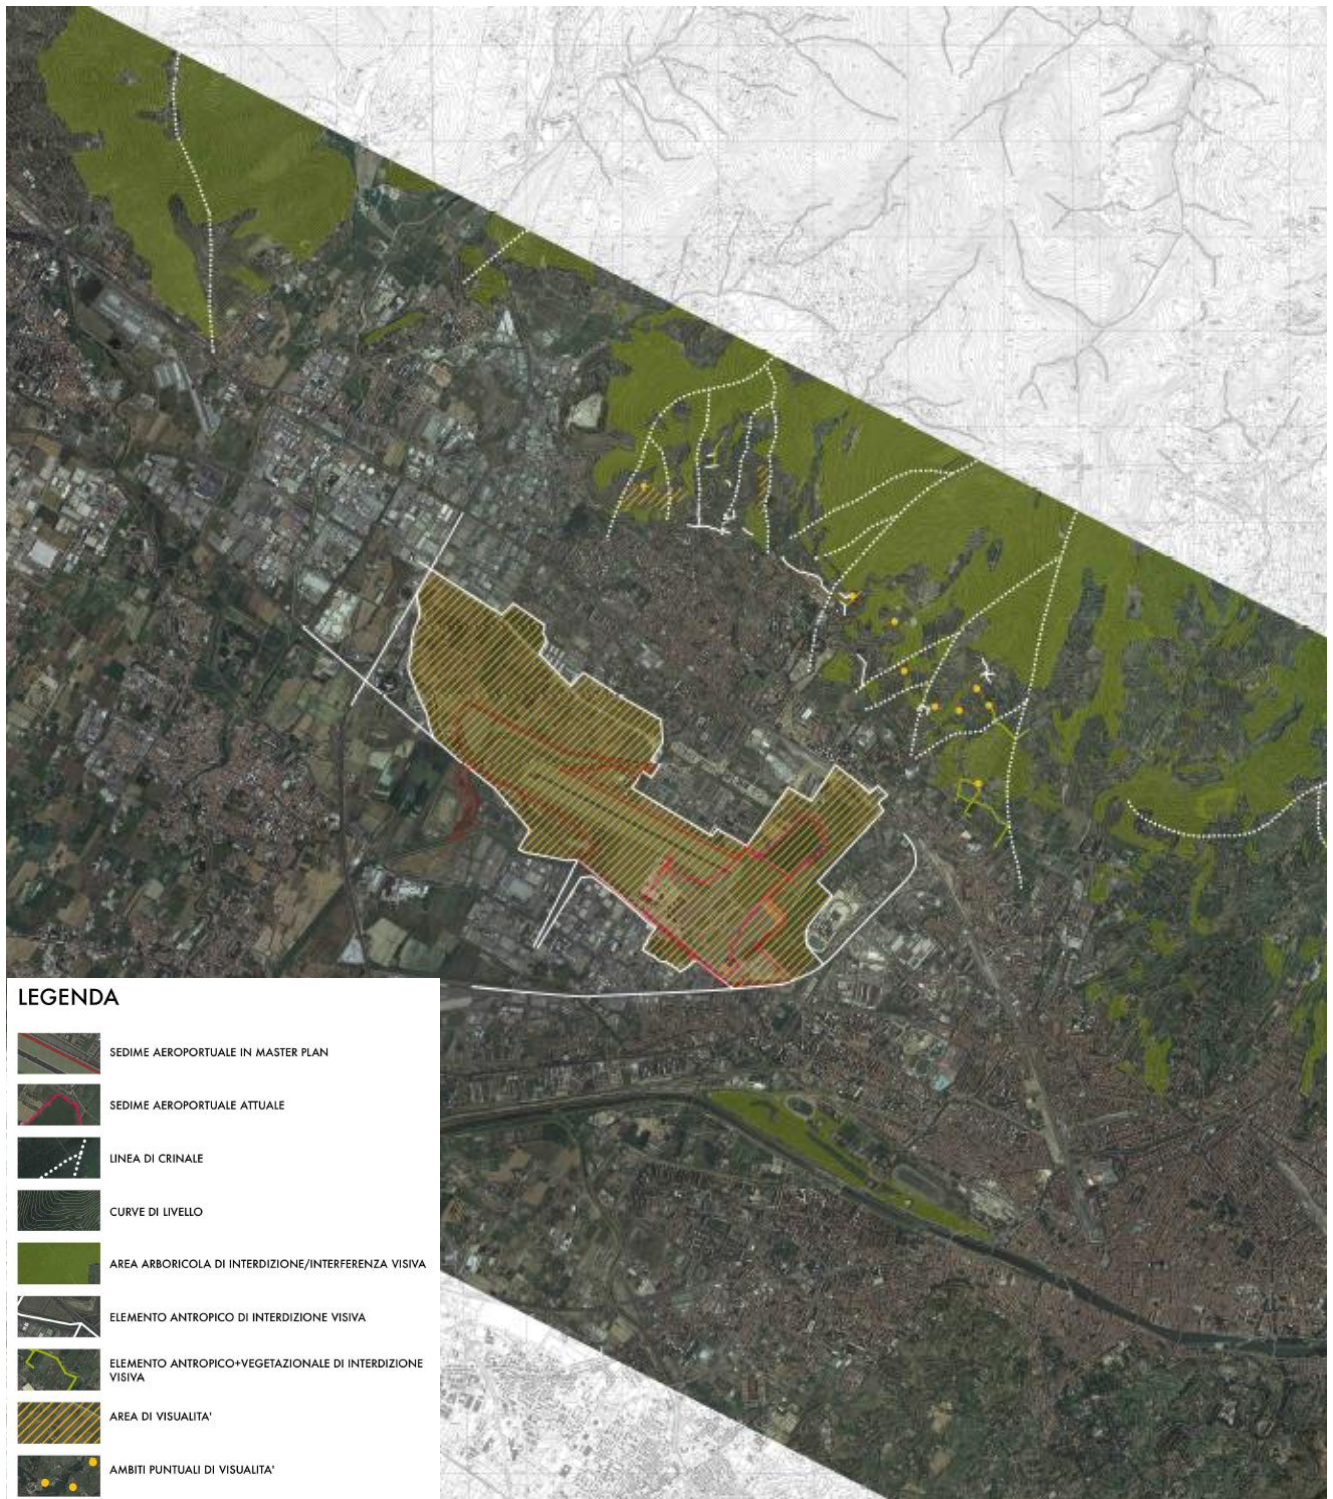 LEGENDA
SEDIME AEROPORTUALE IN MASTER PLAN
SEDIME AEROPORTUALE ATTUALE
LINEA DI CRINALE
CURVE DI LIVELLO
AREA ARBORICOLA DI INTERDIZIONE/INTERFERENZA VISIVA
ELEMENTO ANTROPICO DI INTERDIZIONE VISIVA
ELEMENTO ANTROPICO+VEGETAZIONALE DI INTERDIZIONE
VISIVA
AREA DI VISUALITA'
AMBITI PUNTUALI DI VISUALITA'